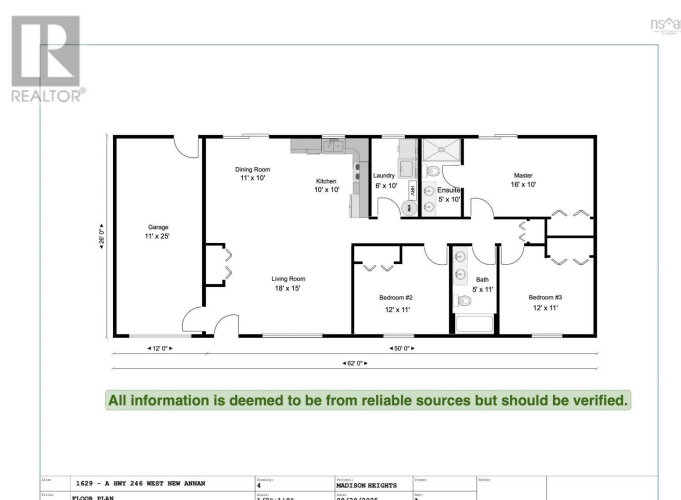 REALTOR®
Dining Room
11' x 10'
Kitchen
10' x 10'
Laundry
6' x 10'
Ensuite
5' x 10'
Master
16' x 10'
Garage
11' x 25'
26' 0"
Living Room
18' x 15'
Bedroom #2
12' x 11'
Bath
5' x 11'
Bedroom #3
12' x 11'
12' 0"
50' 0"
62' 0"
All information is deemed to be from reliable sources but should be verified.
1629 - A HWY 246 WEST NEW ANNAN
4
MADISON HEIGHTS
FLOOR PLAN